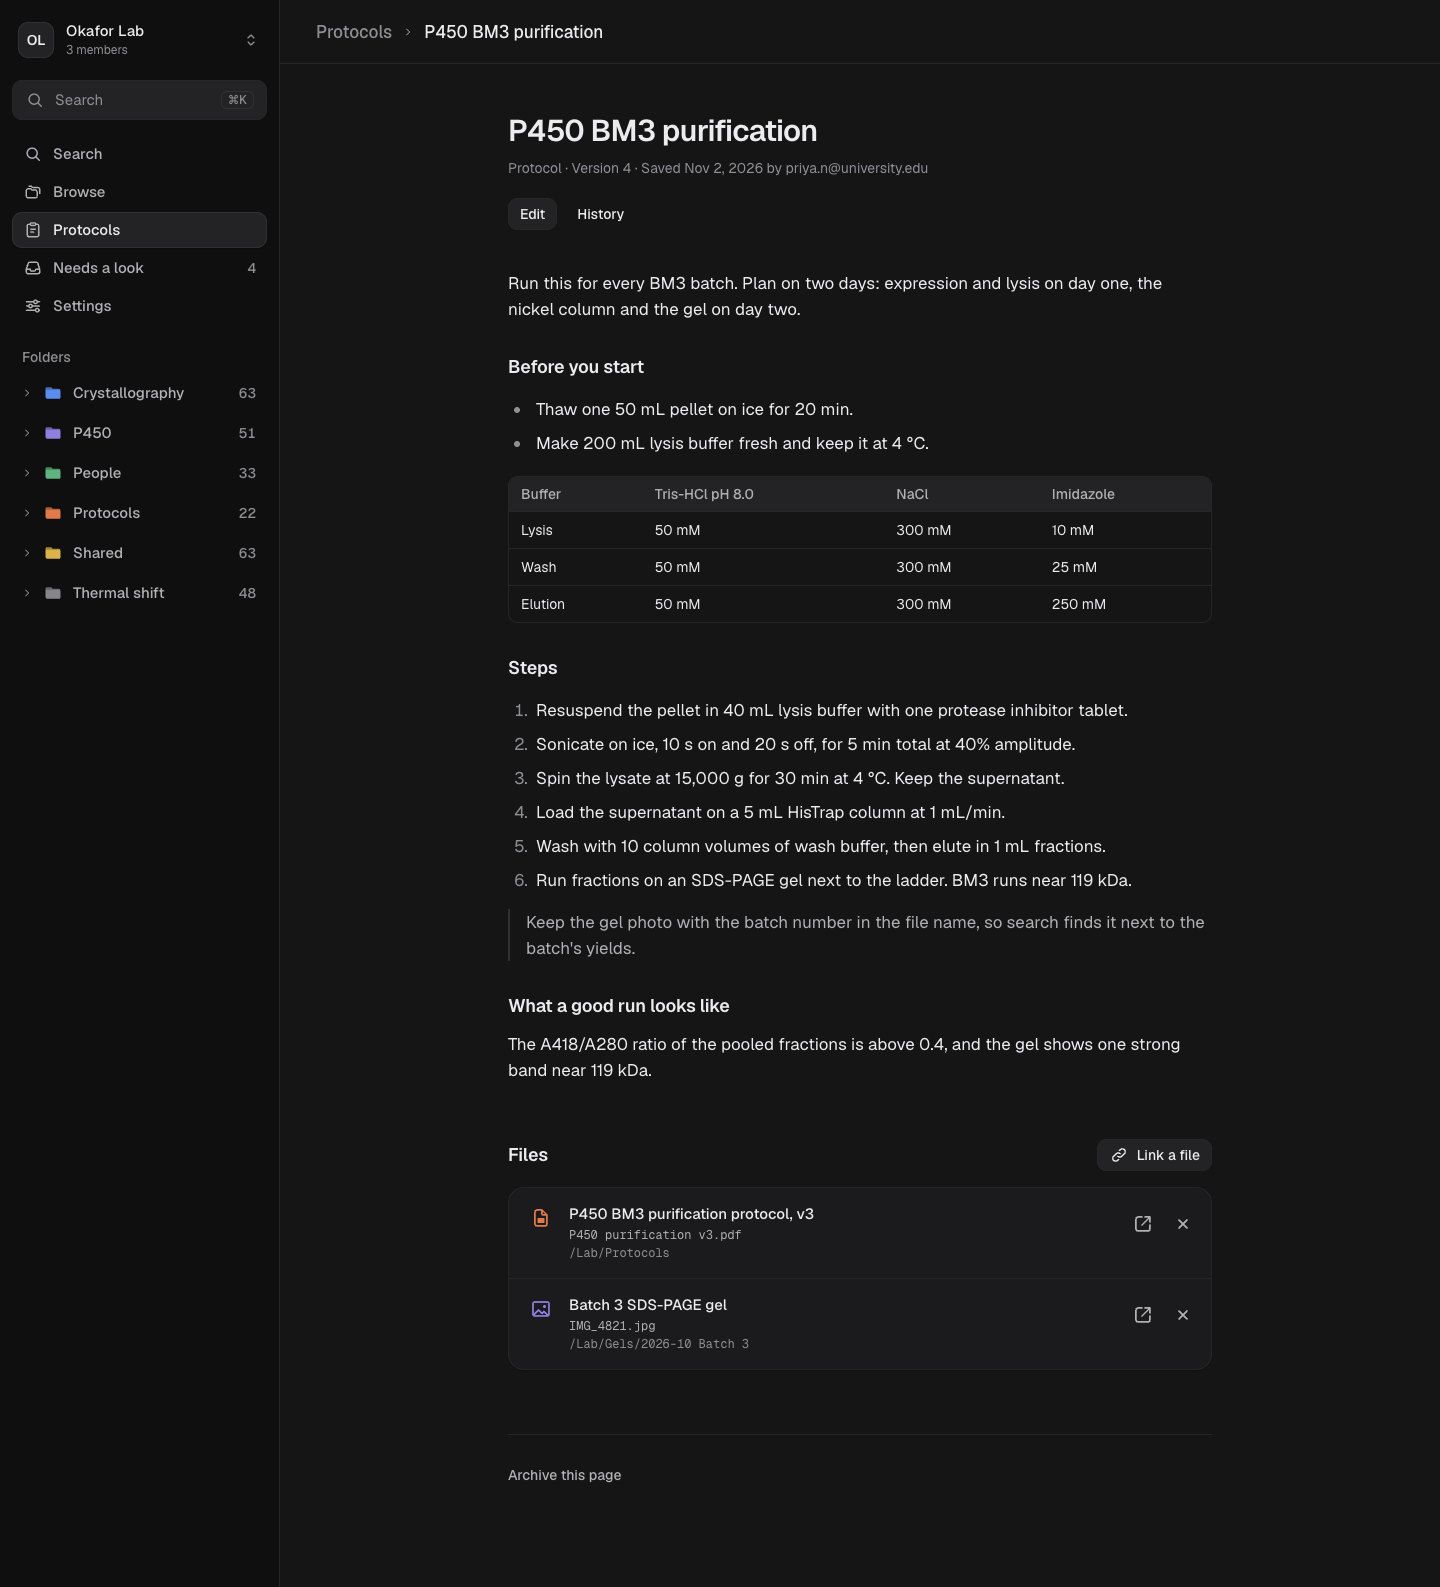 OL
Okafor Lab
3 members
Search
⌘K
Search
Browse
Protocols
Needs a look 4
Settings
Folders
Crystallography 63
P450 51
People 33
Protocols 22
Shared 63
Thermal shift 48
Protocols › P450 BM3 purification
P450 BM3 purification
Protocol · Version 4 · Saved Nov 2, 2026 by priya.n@university.edu
Edit History
Run this for every BM3 batch. Plan on two days: expression and lysis on day one, the
nickel column and the gel on day two.
Before you start
• Thaw one 50 mL pellet on ice for 20 min.
• Make 200 mL lysis buffer fresh and keep it at 4 °C.
Buffer Tris-HCl pH 8.0 NaCl Imidazole
Lysis 50 mM 300 mM 10 mM
Wash 50 mM 300 mM 25 mM
Elution 50 mM 300 mM 250 mM
Steps
1. Resuspend the pellet in 40 mL lysis buffer with one protease inhibitor tablet.
2. Sonicate on ice, 10 s on and 20 s off, for 5 min total at 40% amplitude.
3. Spin the lysate at 15,000 g for 30 min at 4 °C. Keep the supernatant.
4. Load the supernatant on a 5 mL HisTrap column at 1 mL/min.
5. Wash with 10 column volumes of wash buffer, then elute in 1 mL fractions.
6. Run fractions on an SDS-PAGE gel next to the ladder. BM3 runs near 119 kDa.
Keep the gel photo with the batch number in the file name, so search finds it next to the
batch's yields.
What a good run looks like
The A418/A280 ratio of the pooled fractions is above 0.4, and the gel shows one strong
band near 119 kDa.
Files
Link a file
P450 BM3 purification protocol, v3
P450 purification v3.pdf
/Lab/Protocols
Batch 3 SDS-PAGE gel
IMG_4821.jpg
/Lab/Gels/2026-10 Batch 3
Archive this page